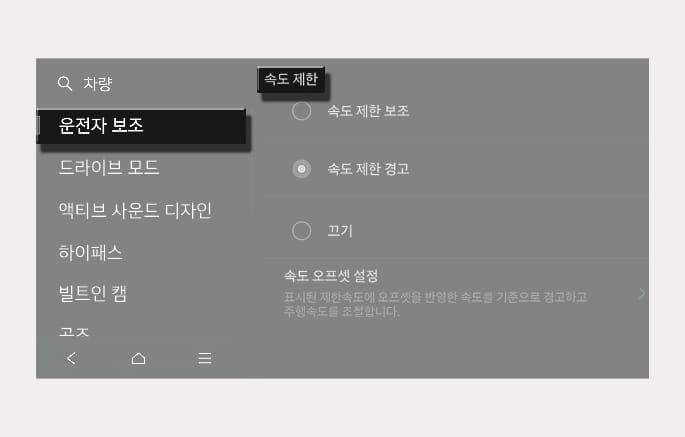 차량
운전자 보조
드라이브 모드
액티브 사운드 디자인
하이패스
빌트인 캠
공조
속도 제한
속도 제한 보조
속도 제한 경고
끄기
속도 오프셋 설정
표시된 제한속도에 오프셋을 반영한 속도를 기준으로 경고하고
주행속도를 조절합니다.